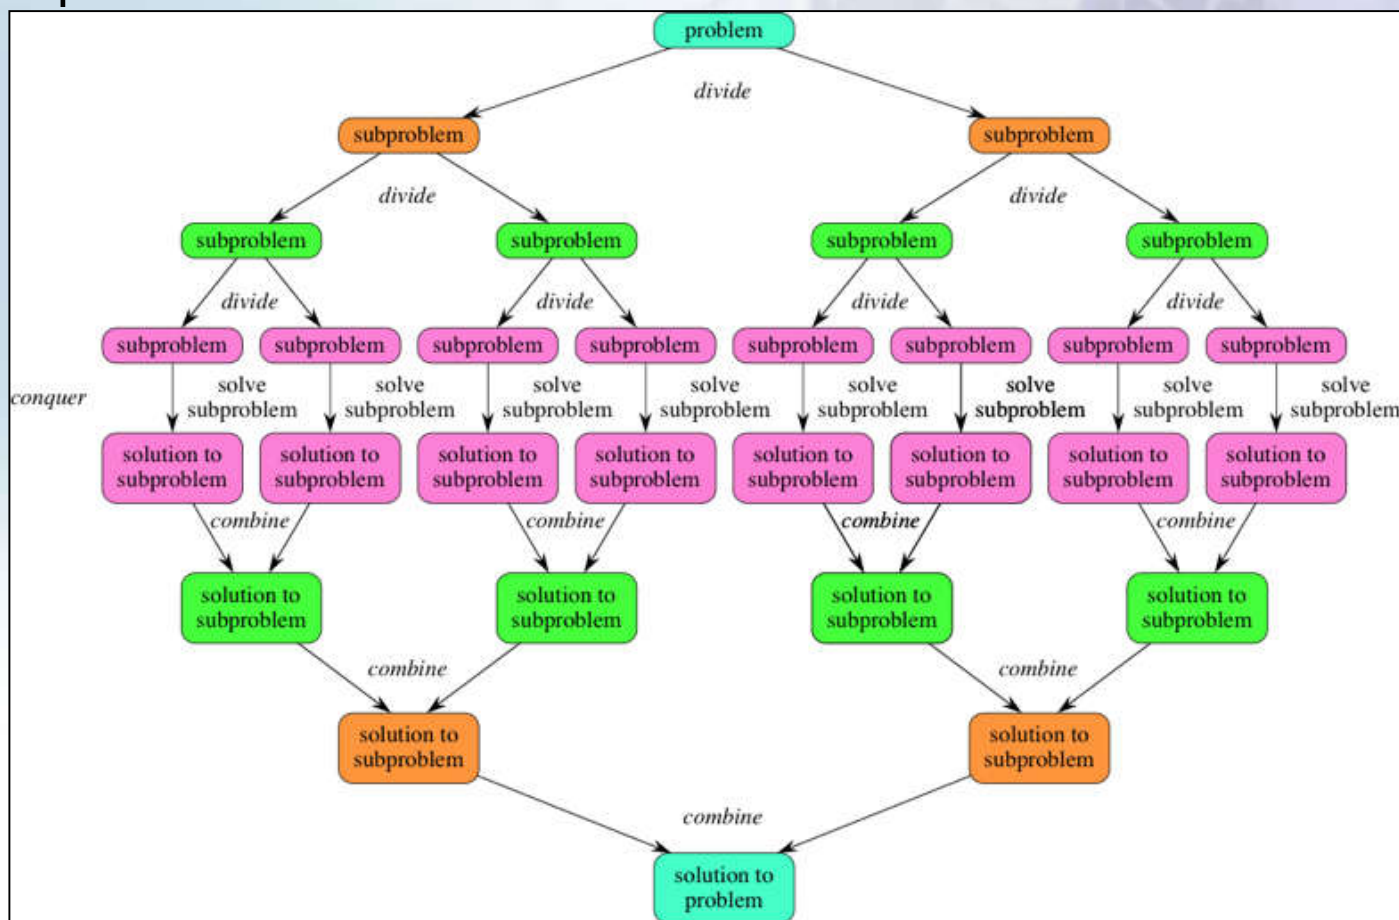 problem
divide
subproblem subproblem
divide divide
subproblem subproblem subproblem subproblem
divide divide divide divide
subproblem subproblem subproblem subproblem subproblem subproblem subproblem subproblem
conquer
solve solve solve solve solve solve solve solve
subproblem subproblem subproblem subproblem subproblem subproblem subproblem subproblem
solution to solution to solution to solution to solution to solution to solution to solution to
subproblem subproblem subproblem subproblem subproblem subproblem subproblem subproblem
combine combine combine combine
solution to solution to solution to solution to
subproblem subproblem subproblem subproblem
combine combine
solution to solution to
subproblem subproblem
combine
solution to
problem